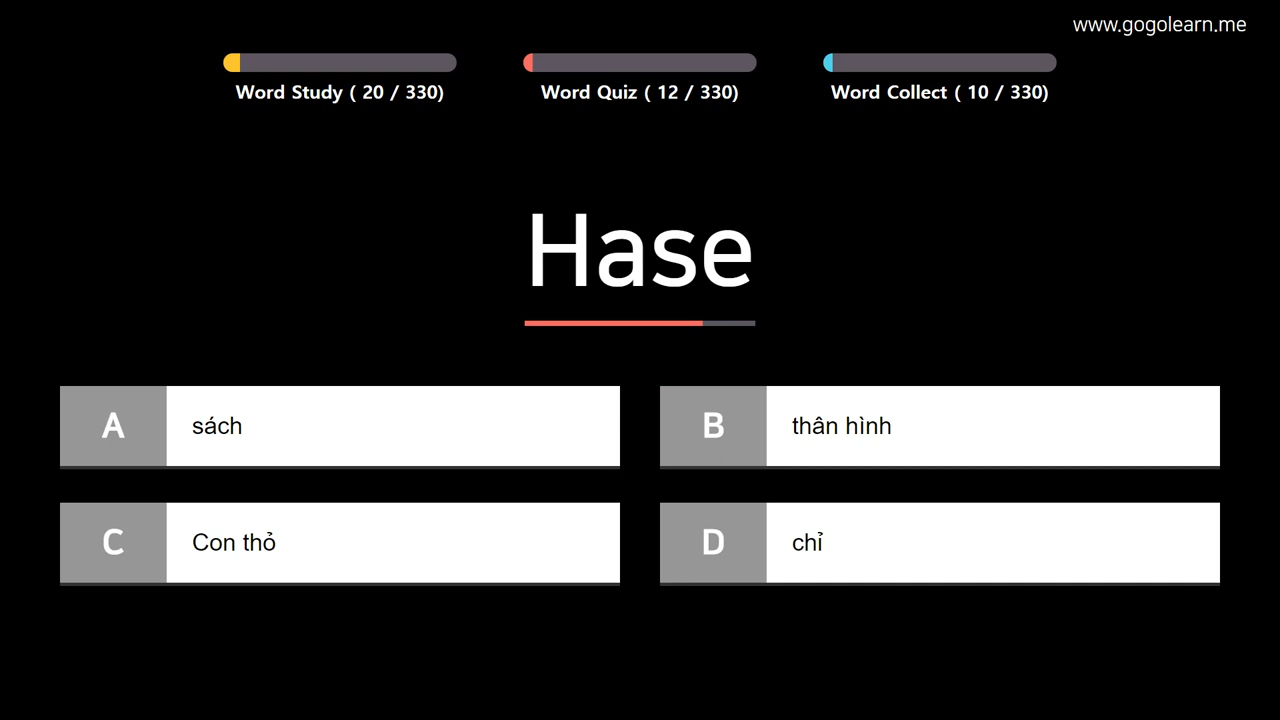 www.gogolearn.me
Word Study ( 20 / 330)
Word Quiz ( 12 / 330)
Word Collect ( 10 / 330)
Hase
A sách
B thân hình
C Con thỏ
D chỉ